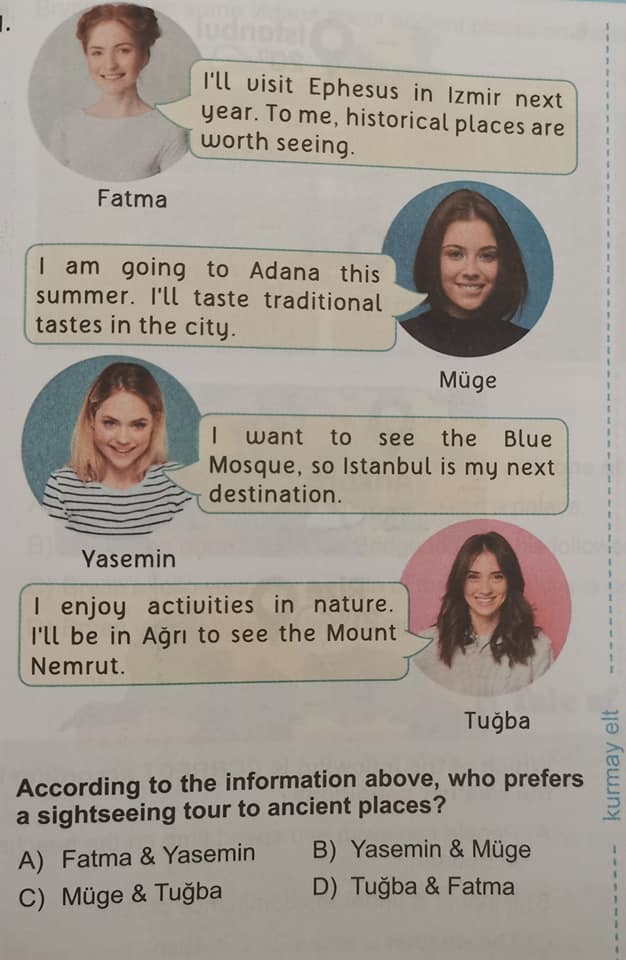 I'll visit Ephesus in Izmir next
year. To me, historical places are
worth seeing.
Fatma
I am going to Adana this
summer. I'll taste traditional
tastes in the city.
Müge
I want to see the Blue
Mosque, so Istanbul is my next
destination.
Yasemin
I enjoy activities in nature.
I'll be in Ağrı to see the Mount
Nemrut.
Tuğba
According to the information above, who prefers
a sightseeing tour to ancient places?
A) Fatma & Yasemin
B) Yasemin & Müge
C) Müge & Tuğba
D) Tuğba & Fatma
kurmay elt